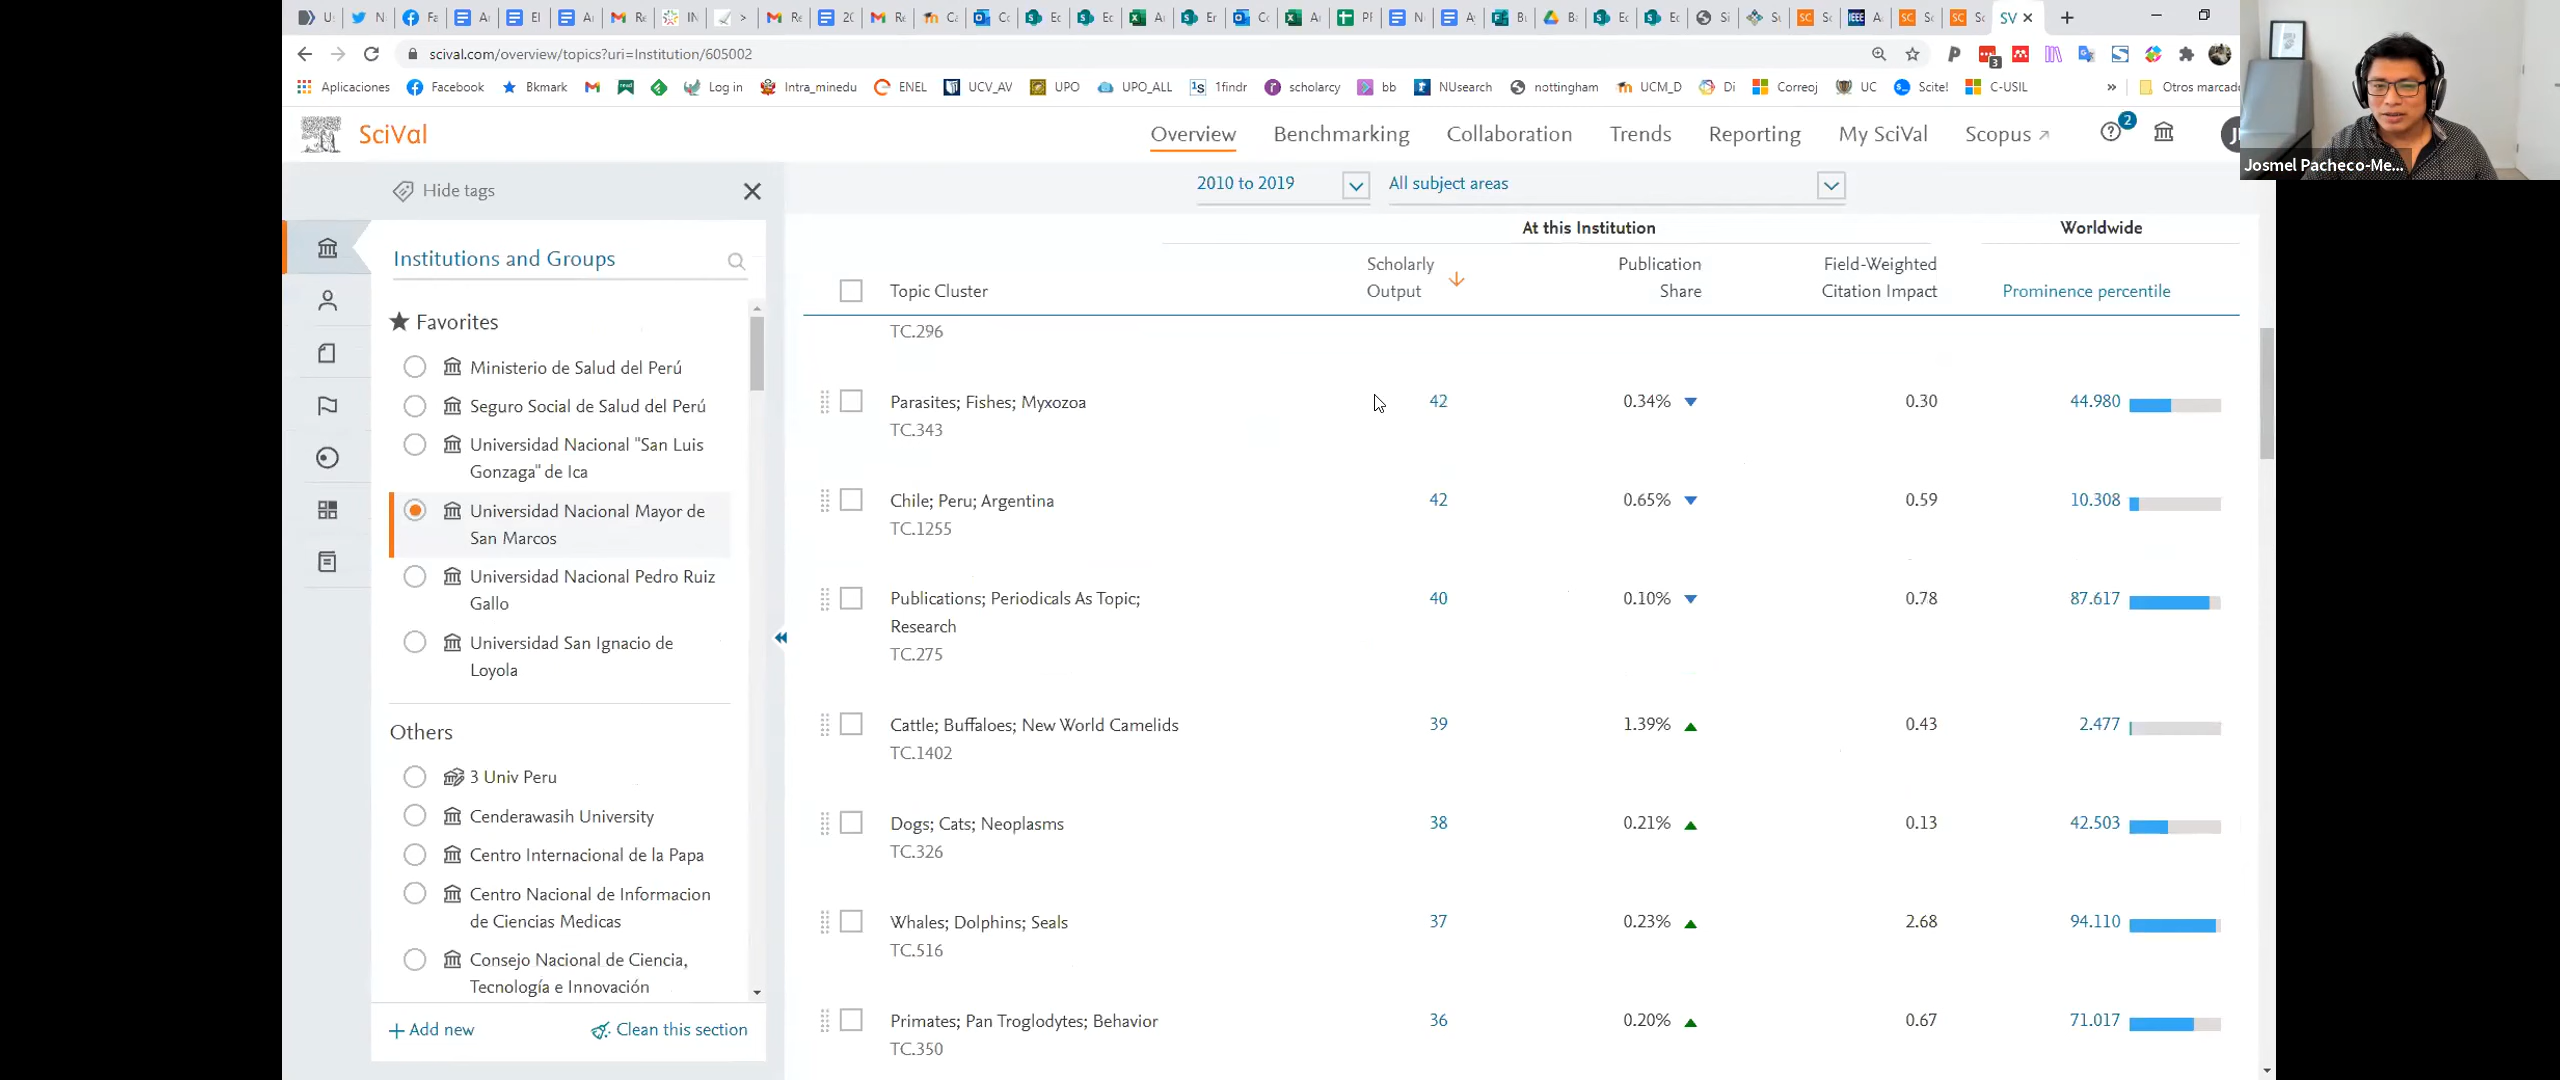 scival.com/overview/topics?uri=Institution/605002
Aplicaciones Facebook Bkmark Log in Intra_minedu ENEL UCV_AV UPO UPO_ALL 1findr scholarcy bb NUsearch nottingham UCM_D Di Correoj UC Scite! C-USIL » Otros marcado
SciVal
Overview Benchmarking Collaboration Trends Reporting My SciVal Scopus 2
Josmel Pacheco-Me...
Hide tags
2010 to 2019 All subject areas
Institutions and Groups
Favorites
Ministerio de Salud del Perú
Seguro Social de Salud del Perú
Universidad Nacional "San Luis
Gonzaga" de Ica
Universidad Nacional Mayor de
San Marcos
Universidad Nacional Pedro Ruiz
Gallo
Universidad San Ignacio de
Loyola
Others
3 Univ Peru
Cenderawasih University
Centro Internacional de la Papa
Centro Nacional de Informacion
de Ciencias Medicas
Consejo Nacional de Ciencia,
Tecnología e Innovación
Add new Clean this section
At this Institution Worldwide
Topic Cluster
Scholarly
Output
Publication
Share
Field-Weighted
Citation Impact
Prominence percentile
TC.296
Parasites; Fishes; Myxozoa 42 0.34% 0.30 44.980
TC.343
Chile; Peru; Argentina 42 0.65% 0.59 10.308
TC.1255
Publications; Periodicals As Topic; 40 0.10% 0.78 87.617
Research
TC.275
Cattle; Buffaloes; New World Camelids 39 1.39% 0.43 2.477
TC.1402
Dogs; Cats; Neoplasms 38 0.21% 0.13 42.503
TC.326
Whales; Dolphins; Seals 37 0.23% 2.68 94.110
TC.516
Primates; Pan Troglodytes; Behavior 36 0.20% 0.67 71.017
TC.350